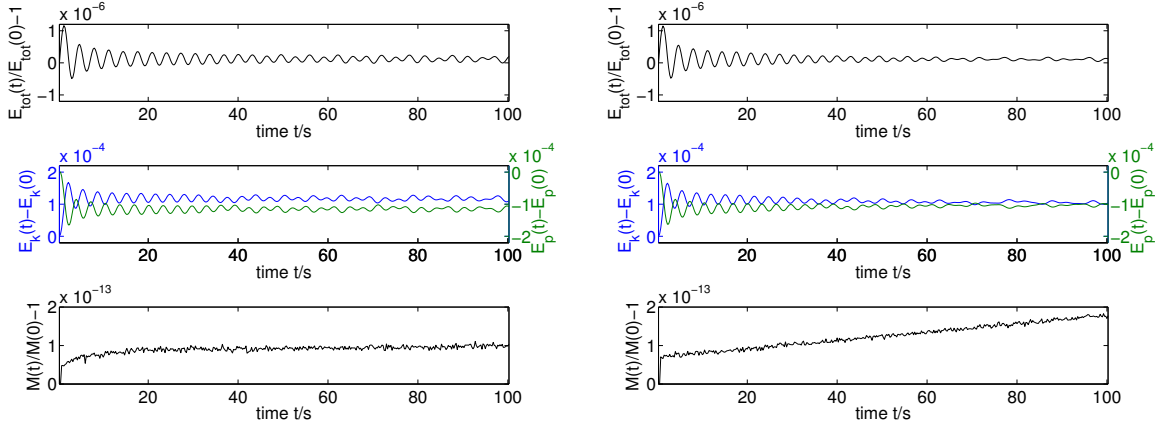 x 10^−6
E_tot(t)/E_tot(0)−1
1
0
−1
20 40 60 80 100
time t/s
x 10^−4
x 10^−4
E_k(t)−E_k(0)
2
1
0
0
−1
−2
E_p(t)−E_p(0)
20 40 60 80 100
time t/s
x 10^−13
M(t)/M(0)−1
2
1
0
0 20 40 60 80 100
time t/s
x 10^−6
E_tot(t)/E_tot(0)−1
1
0
−1
20 40 60 80 100
time t/s
x 10^−4
x 10^−4
E_k(t)−E_k(0)
2
1
0
0
−1
−2
E_p(t)−E_p(0)
20 40 60 80 100
time t/s
x 10^−13
M(t)/M(0)−1
2
1
0
0 20 40 60 80 100
time t/s